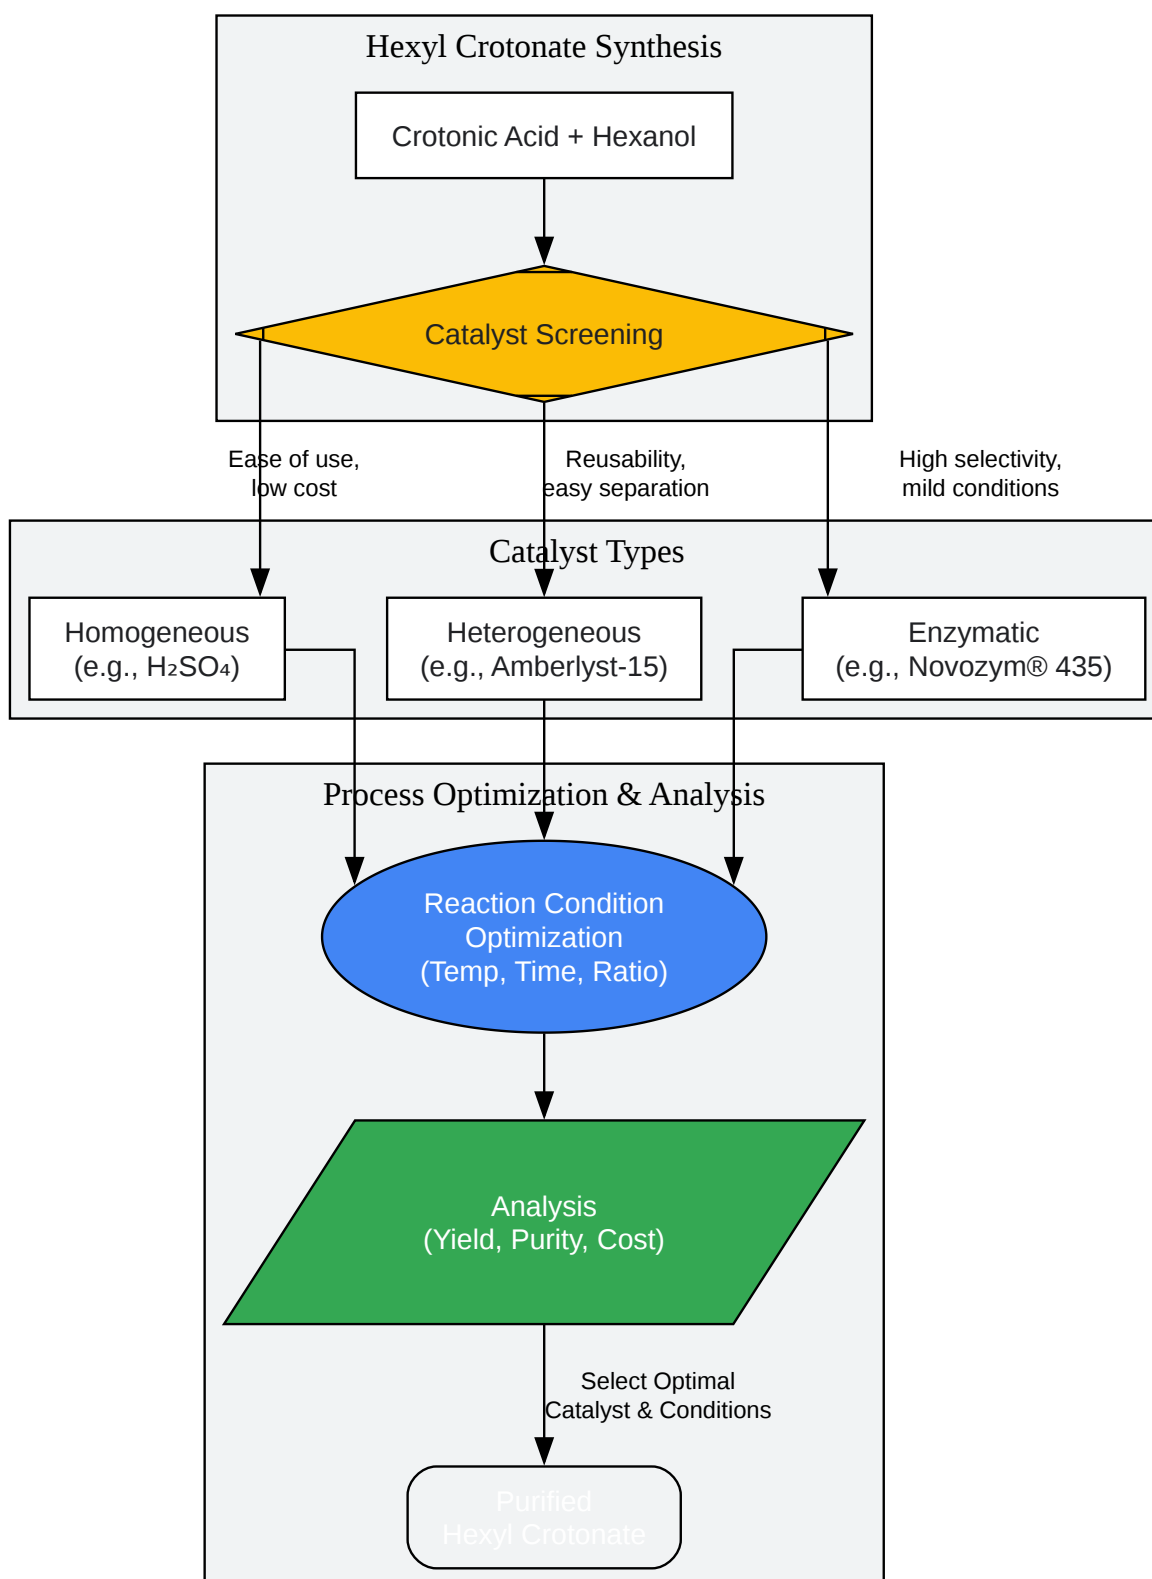 Hexyl Crotonate Synthesis
Crotonic Acid + Hexanol
Catalyst Screening
Ease of use,
low cost
Reusability,
easy separation
High selectivity,
mild conditions
Catalyst Types
Homogeneous
(e.g., H₂SO₄)
Heterogeneous
(e.g., Amberlyst-15)
Enzymatic
(e.g., Novozym® 435)
Process Optimization & Analysis
Reaction Condition
Optimization
(Temp, Time, Ratio)
Analysis
(Yield, Purity, Cost)
Select Optimal
Catalyst & Conditions
Purified
Hexyl Crotonate